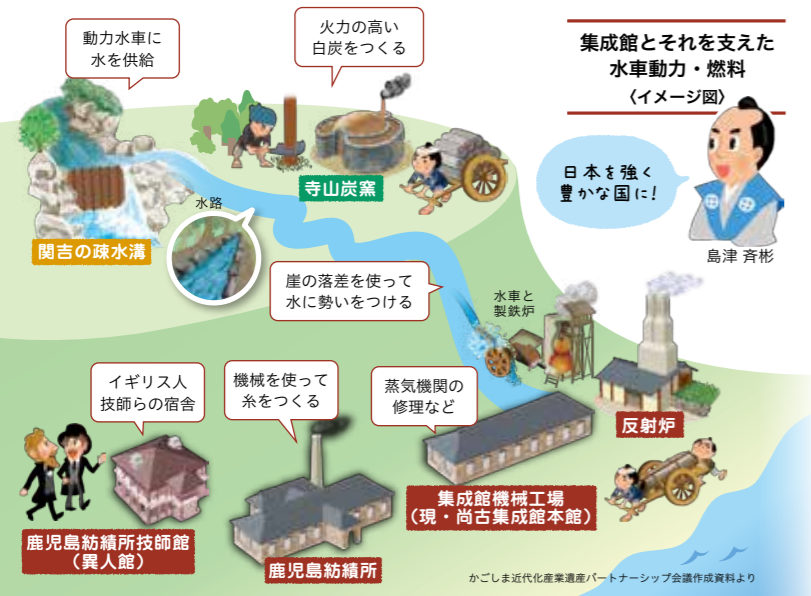 集成館とそれを支えた
水車動力・燃料
〈イメージ図〉
動力水車に
水を供給
火力の高い
白炭をつくる
日本を強く
豊かな国に!
島津 斉彬
寺山炭窯
関吉の疎水溝
水路
崖の落差を使って
水に勢いをつける
水車と
製鉄炉
反射炉
イギリス人
技師らの宿舎
機械を使って
糸をつくる
蒸気機関の
修理など
集成館機械工場
(現・尚古集成館本館)
鹿児島紡績所技師館
(異人館)
鹿児島紡績所
かごしま近代化産業遺産パートナーシップ会議作成資料より